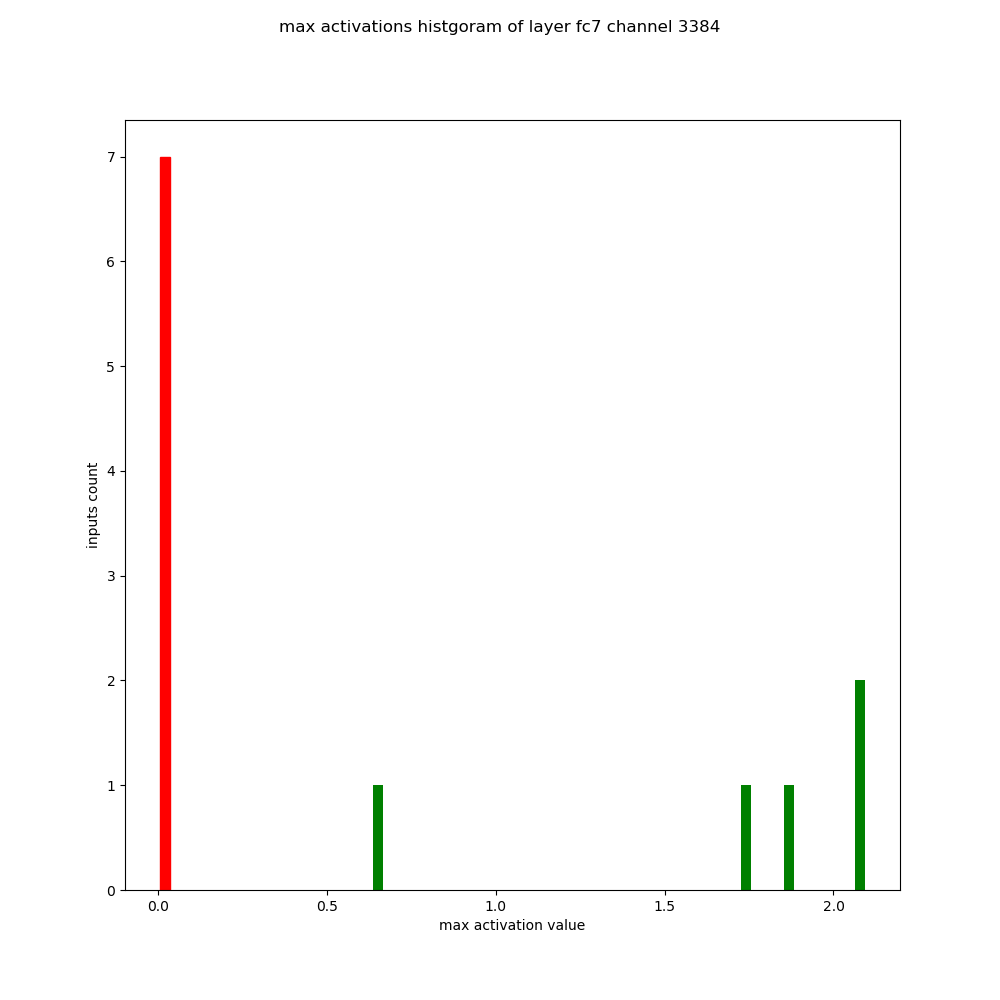 max activations histgoram of layer fc7 channel 3384
7
6
5
4
3
2
1
0
inputs count
0.0 0.5 1.0 1.5 2.0
max activation value